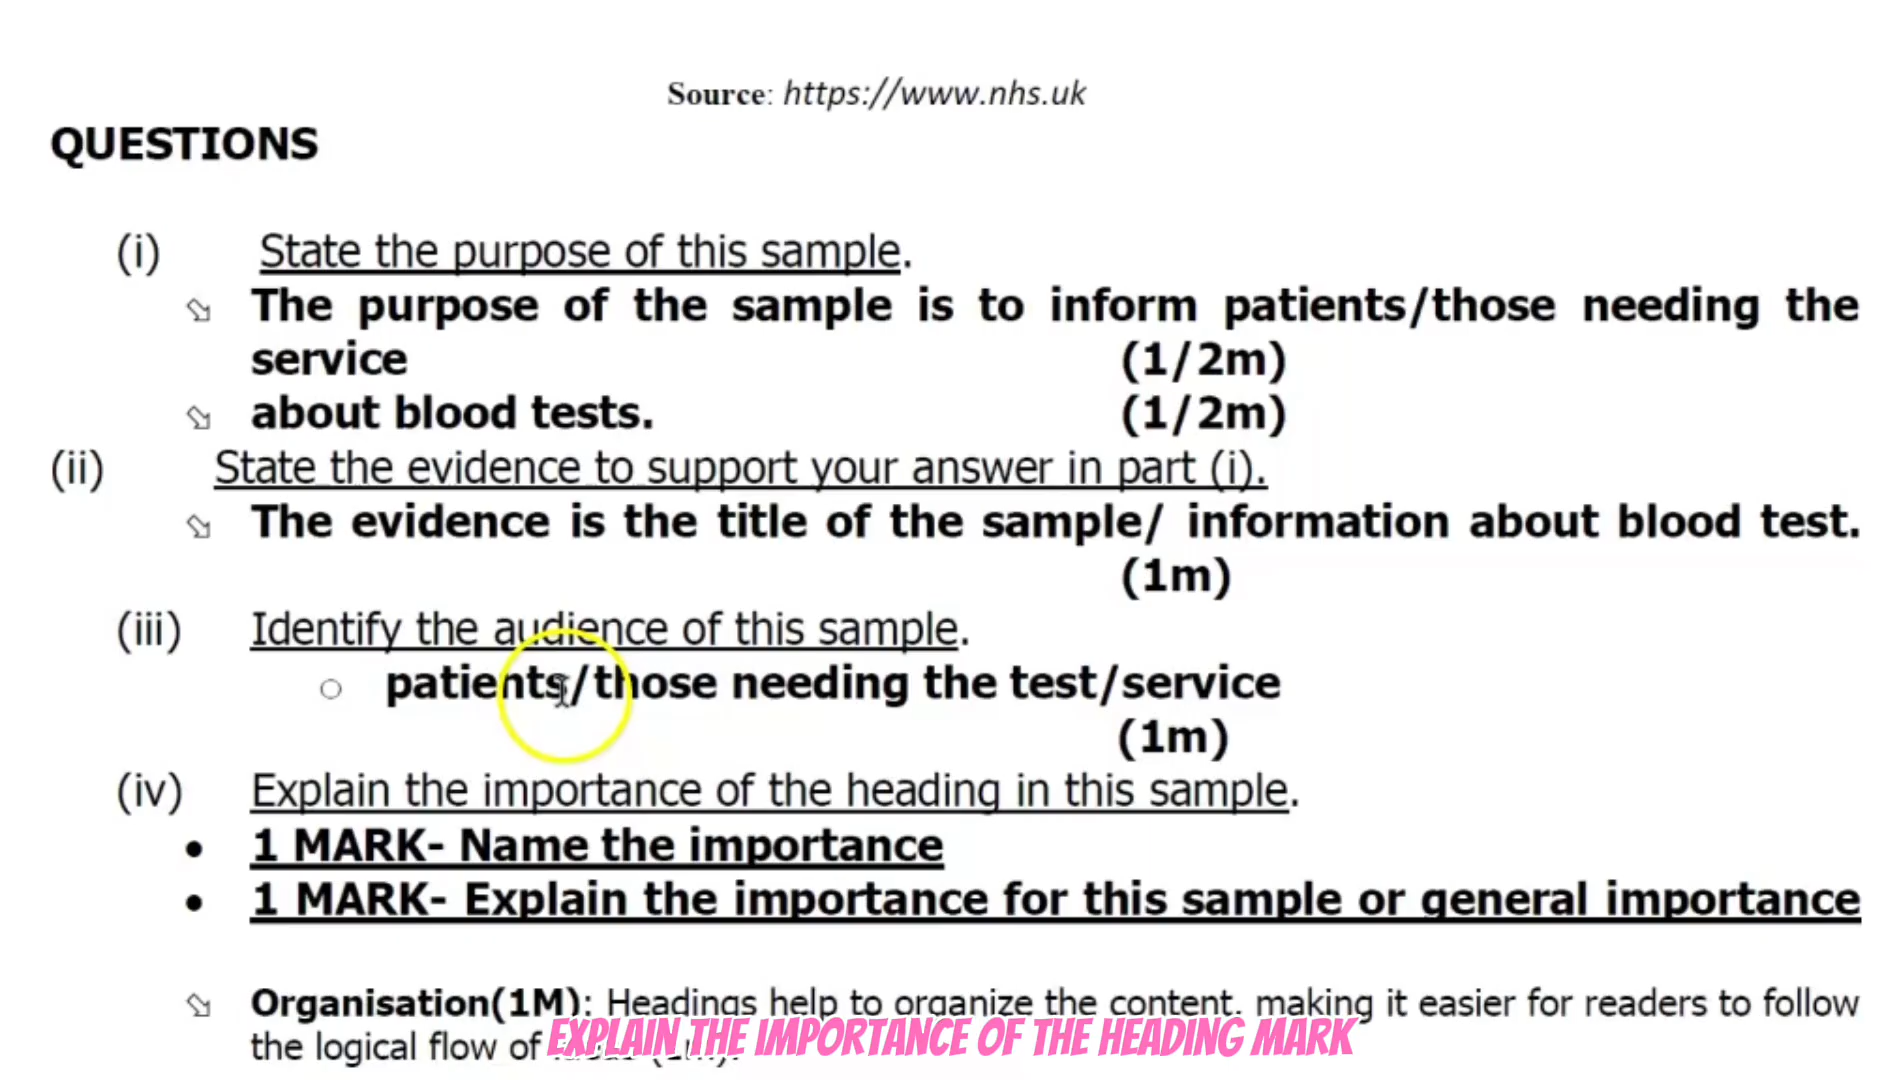 Source: https://www.nhs.uk
QUESTIONS
(i) State the purpose of this sample.
The purpose of the sample is to inform patients/those needing the
service (1/2m)
about blood tests. (1/2m)
(ii) State the evidence to support your answer in part (i).
The evidence is the title of the sample/ information about blood test.
(1m)
(iii) Identify the audience of this sample.
patients/those needing the test/service
(1m)
(iv) Explain the importance of the heading in this sample.
• 1 MARK- Name the importance
• 1 MARK- Explain the importance for this sample or general importance
Organisation(1M): Headings help to organize the content, making it easier for readers to follow
the logical flow of
EXPLAIN THE IMPORTANCE OF THE HEADING MARK